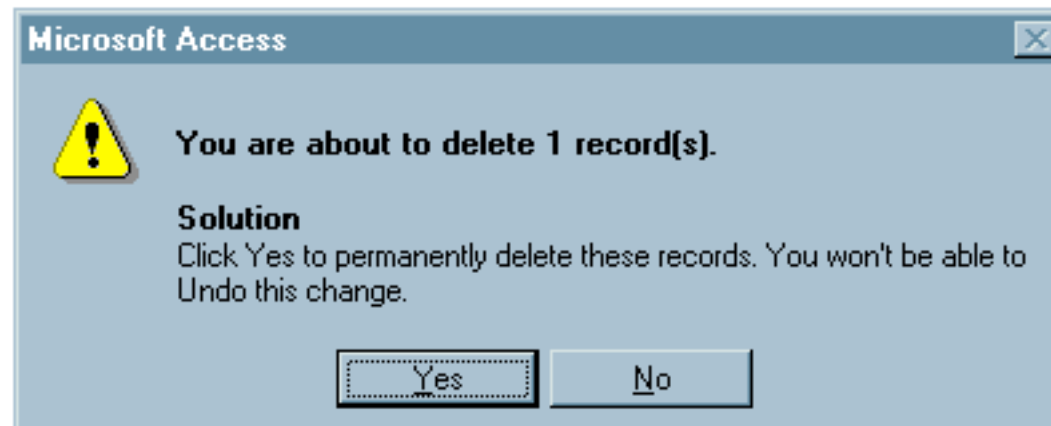 Microsoft Access
You are about to delete 1 record(s).
Solution
Click Yes to permanently delete these records. You won't be able to
Undo this change.
Yes
No